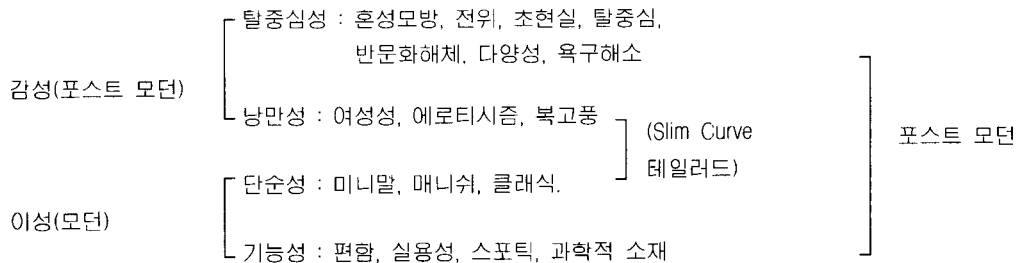 탈중심성 : 혼성모방, 전위, 초현실, 탈중심,
반문화해체, 다양성, 욕구해소
감성(포스트 모던)
낭만성 : 여성성, 에로티시즘, 복고풍
(Slim Curve
테일러드)
포스트 모던
단순성 : 미니말, 매니쉬, 클래식.
이성(모던)
기능성 : 편함, 실용성, 스포틱, 과학적 소재